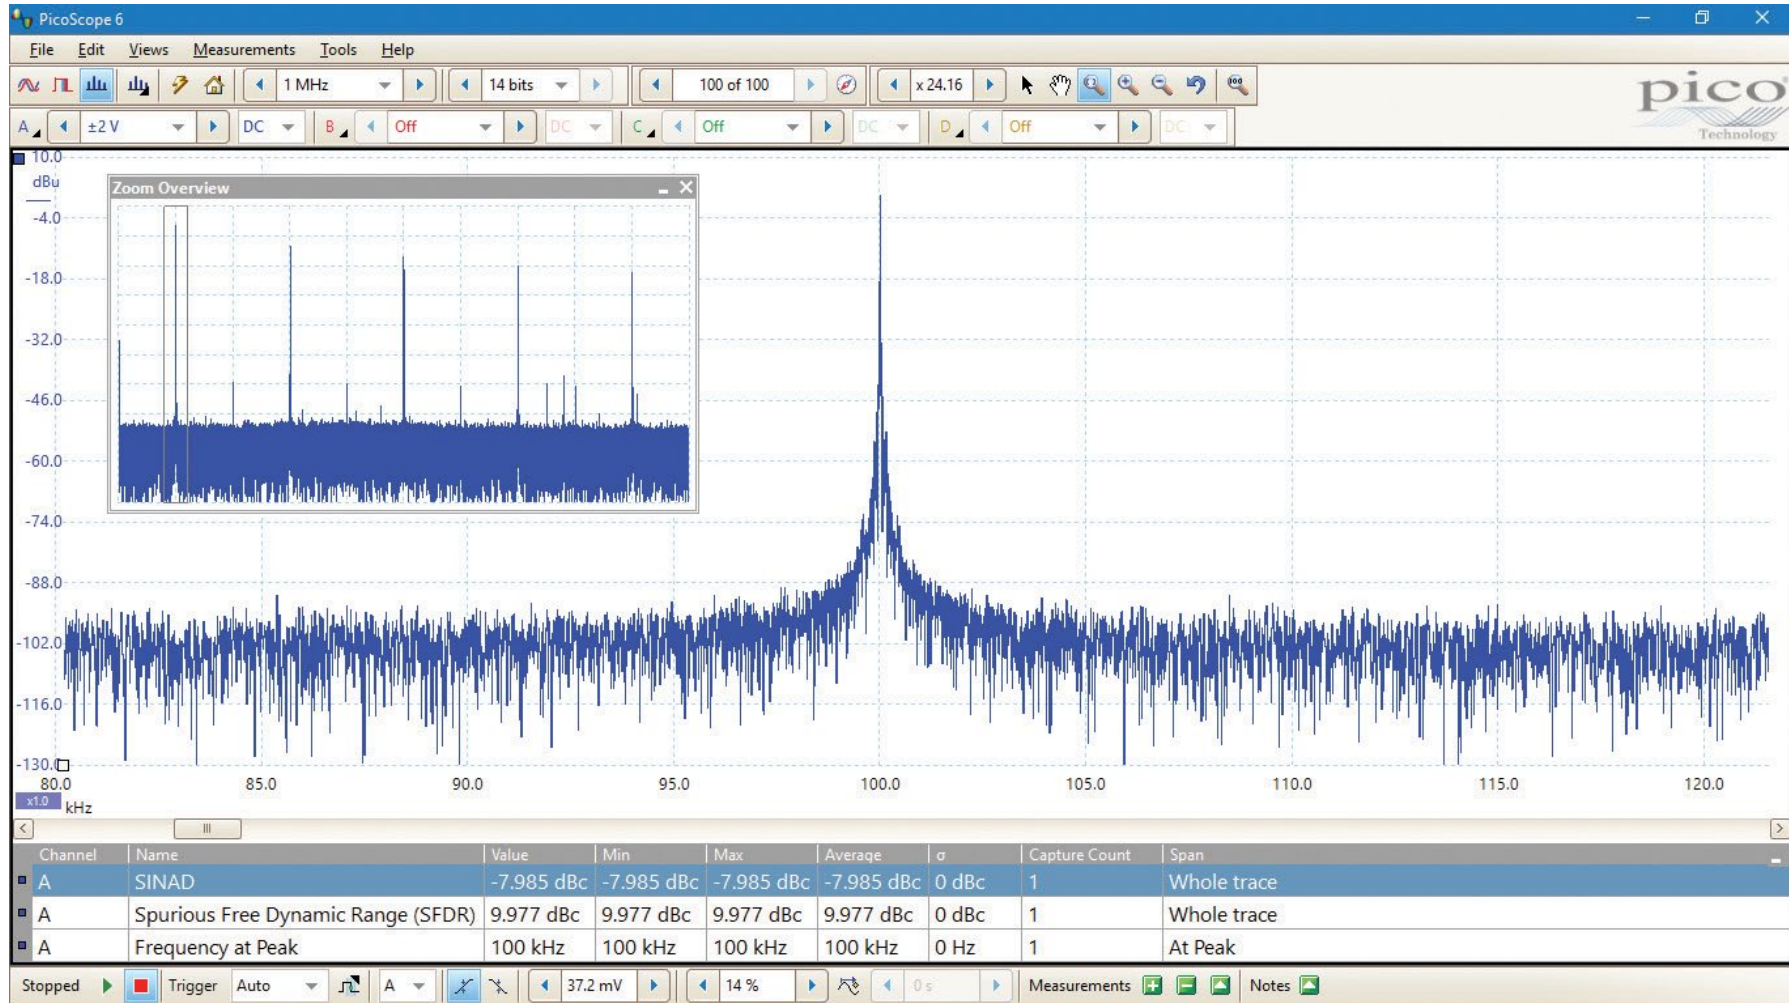 PicoScope 6
File Edit Views Measurements Tools Help
1 MHz 14 bits 100 of 100 x 24.16
pico
Technology
A ±2 V DC B Off DC C Off DC D Off DC
10.0
dBu
-4.0
-18.0
-32.0
-46.0
-60.0
-74.0
-88.0
-102.0
-116.0
-130.0
Zoom Overview
80.0 85.0 90.0 95.0 100.0 105.0 110.0 115.0 120.0
x1.0 kHz
Channel Name Value Min Max Average σ Capture Count Span
A SINAD -7.985 dBc -7.985 dBc -7.985 dBc -7.985 dBc 0 dBc 1 Whole trace
A Spurious Free Dynamic Range (SFDR) 9.977 dBc 9.977 dBc 9.977 dBc 9.977 dBc 0 dBc 1 Whole trace
A Frequency at Peak 100 kHz 100 kHz 100 kHz 100 kHz 0 Hz 1 At Peak
Stopped Trigger Auto A 37.2 mV 14 % 0 s Measurements Notes